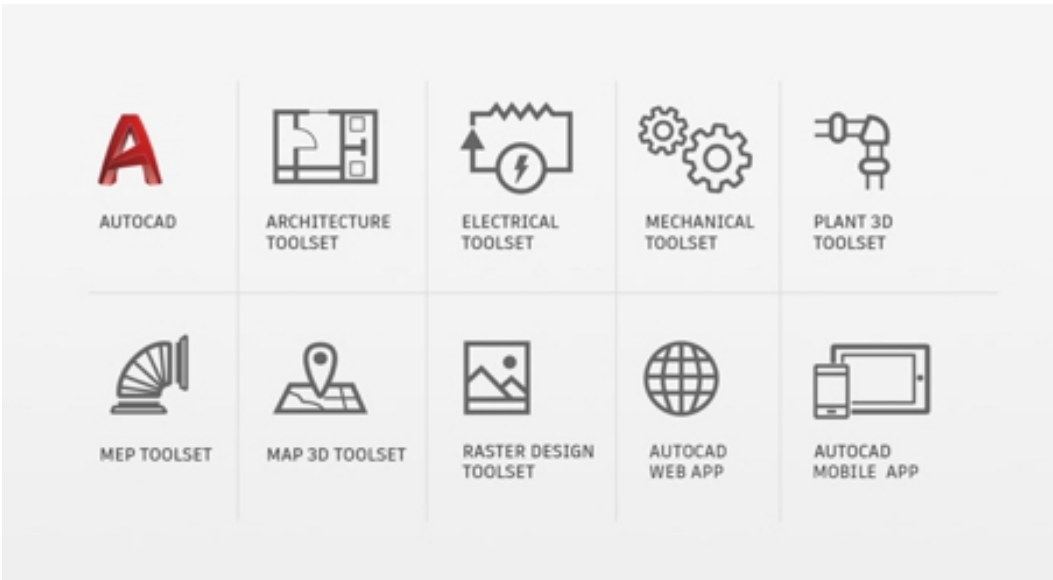 AUTOCAD
ARCHITECTURE
TOOLSET
ELECTRICAL
TOOLSET
MECHANICAL
TOOLSET
PLANT 3D
TOOLSET
MEP TOOLSET
MAP 3D TOOLSET
RASTER DESIGN
TOOLSET
AUTOCAD
WEB APP
AUTOCAD
MOBILE APP